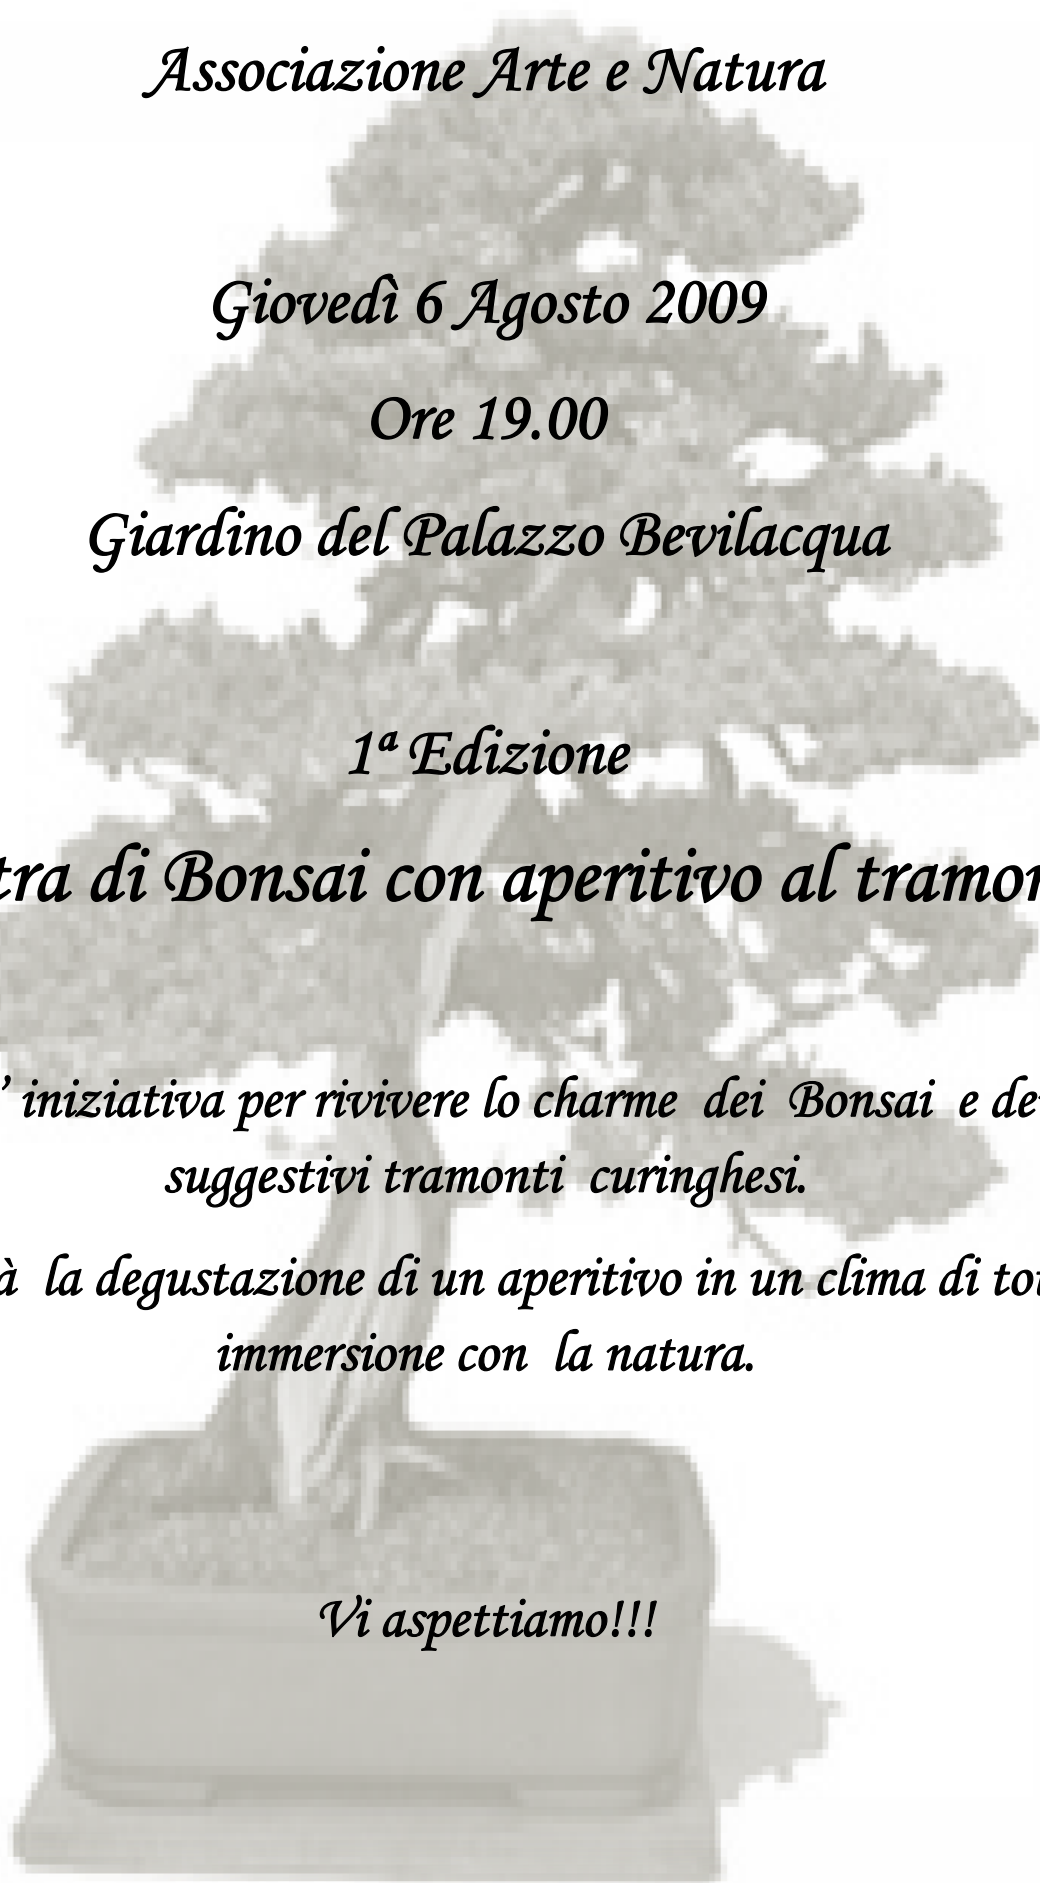 Associazione Arte e Natura
Giovedì 6 Agosto 2009
Ore 19.00
Giardino del Palazzo Bevilacqua
1ª Edizione
tra di Bonsai con aperitivo al tramon
’ iniziativa per rivivere lo charme dei Bonsai e dei
suggestivi tramonti curinghesi.
à la degustazione di un aperitivo in un clima di tot
immersione con la natura.
Vi aspettiamo!!!